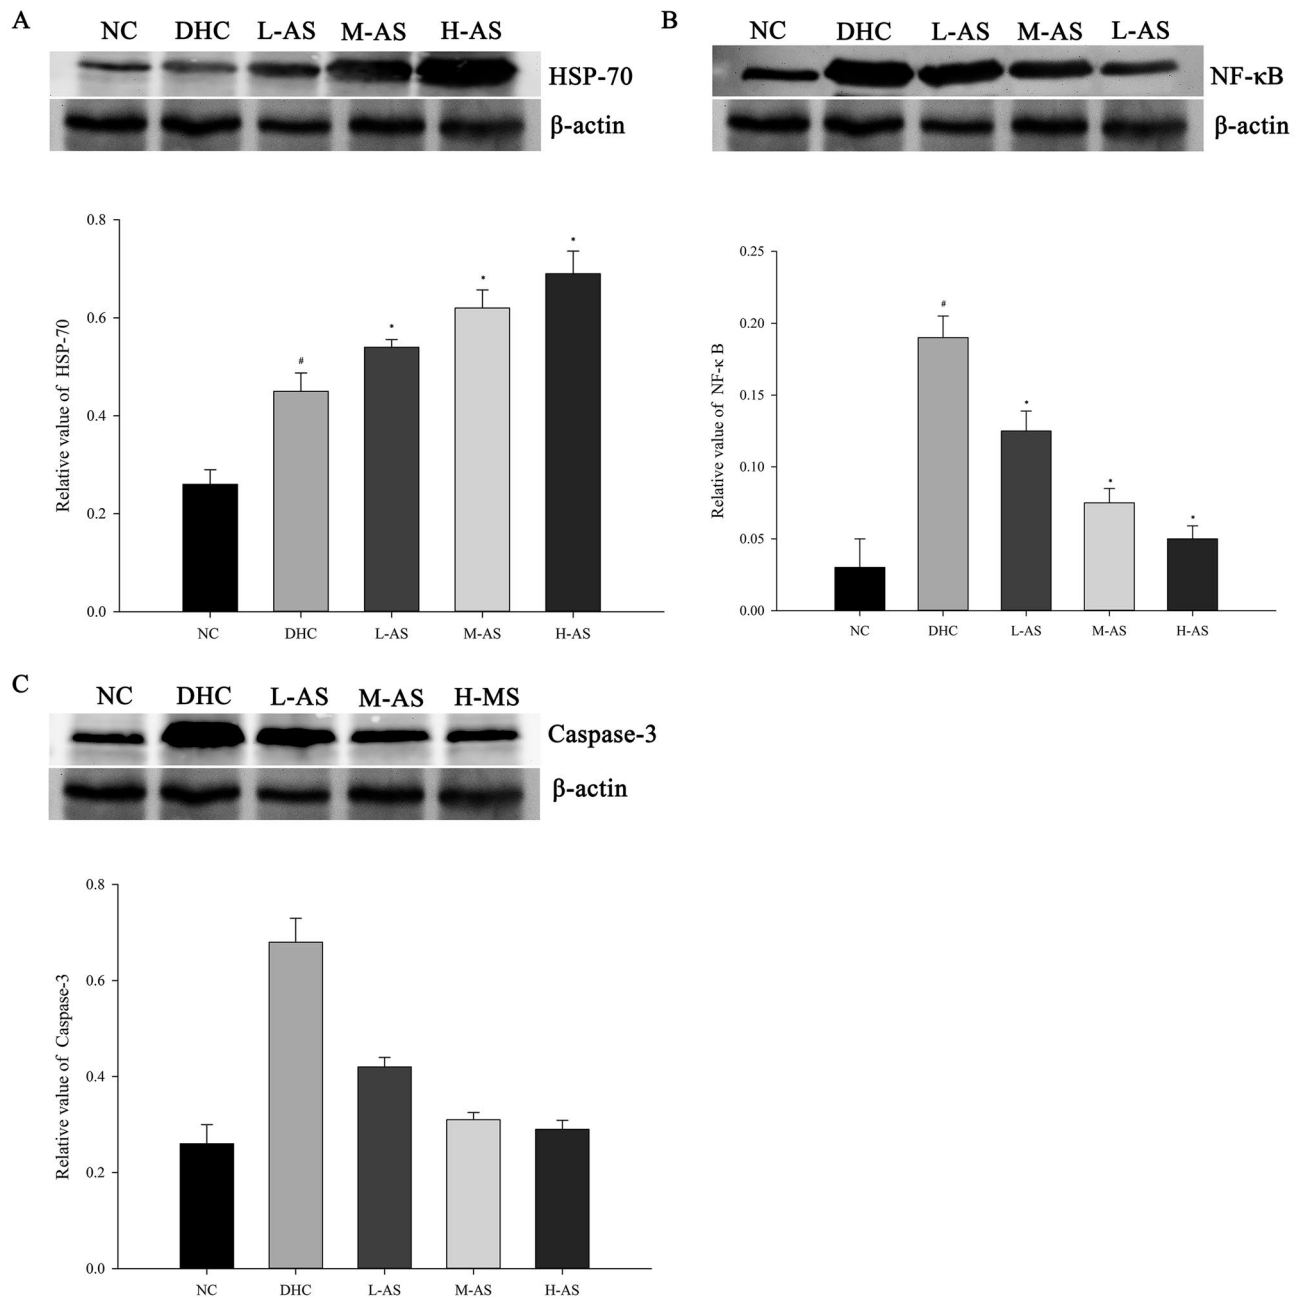 A
NC DHC L-AS M-AS H-AS
HSP-70
β-actin
0.8
0.6
0.4
0.2
0.0
Relative value of HSP-70
#
*
*
*
NC DHC L-AS M-AS H-AS
B
NC DHC L-AS M-AS L-AS
NF-κB
β-actin
0.25
0.20
0.15
0.10
0.05
0.00
Relative value of NF-κ B
#
*
*
*
NC DHC L-AS M-AS H-AS
C
NC DHC L-AS M-AS H-MS
Caspase-3
β-actin
0.8
0.6
0.4
0.2
0.0
Relative value of Caspase-3
NC DHC L-AS M-AS H-AS